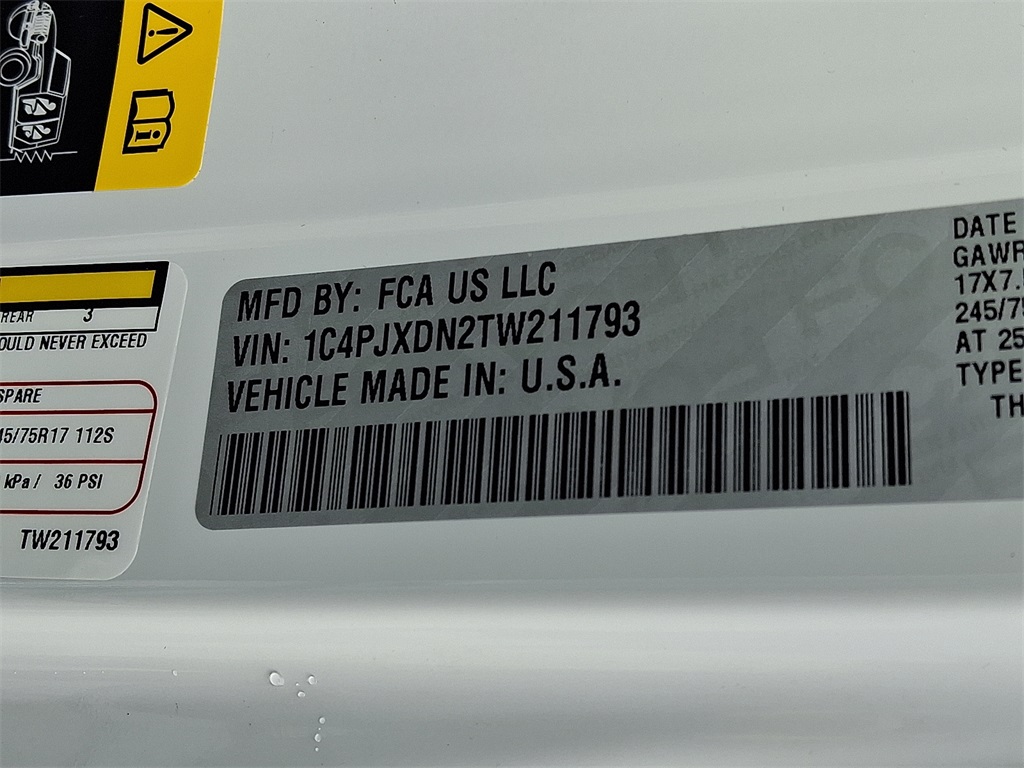 REAR 3
OULD NEVER EXCEED
SPARE
45/75R17 112S
kPa / 36 PSI
TW211793
MFD BY: FCA US LLC
VIN: 1C4PJXDN2TW211793
VEHICLE MADE IN: U.S.A.
DATE
GAWR
17X7.
245/75
AT 25
TYPE
TH